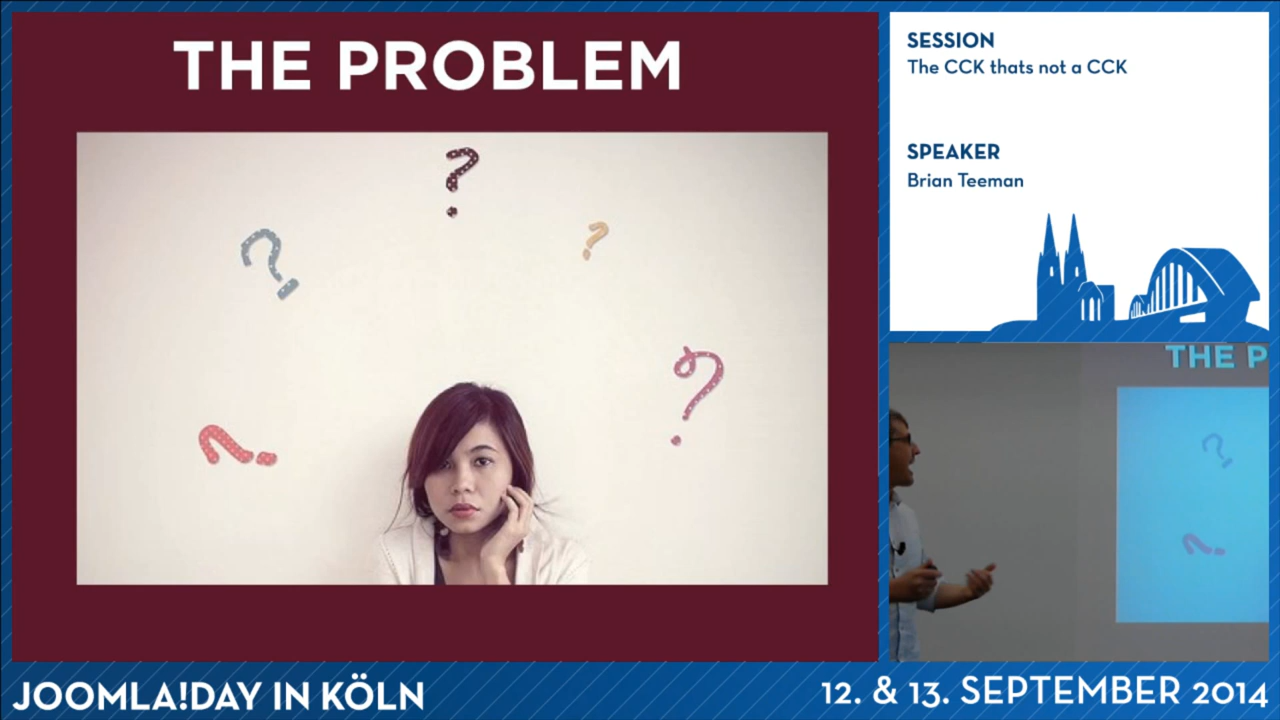 THE PROBLEM
?
?
?
?
?
SESSION
The CCK thats not a CCK
SPEAKER
Brian Teeman
THE P
JOOMLA!DAY IN KÖLN
12. & 13. SEPTEMBER 2014